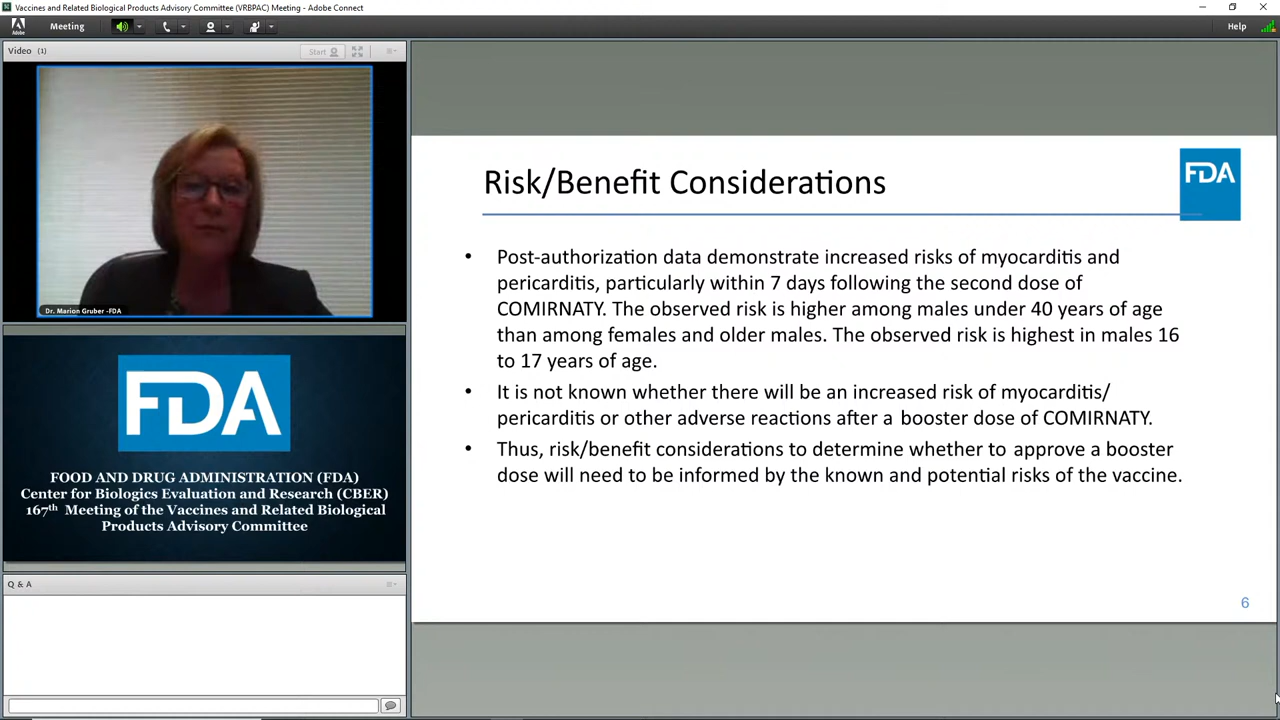 Vaccines and Related Biological Products Advisory Committee (VRBPAC) Meeting - Adobe Connect
Adobe
Meeting
Help
Video (1)
Start
Dr. Marion Gruber -FDA
FDA
FOOD AND DRUG ADMINISTRATION (FDA)
Center for Biologics Evaluation and Research (CBER)
167th Meeting of the Vaccines and Related Biological
Products Advisory Committee
Q & A
Risk/Benefit Considerations
FDA
• Post-authorization data demonstrate increased risks of myocarditis and
pericarditis, particularly within 7 days following the second dose of
COMIRNATY. The observed risk is higher among males under 40 years of age
than among females and older males. The observed risk is highest in males 16
to 17 years of age.
• It is not known whether there will be an increased risk of myocarditis/
pericarditis or other adverse reactions after a booster dose of COMIRNATY.
• Thus, risk/benefit considerations to determine whether to approve a booster
dose will need to be informed by the known and potential risks of the vaccine.
6